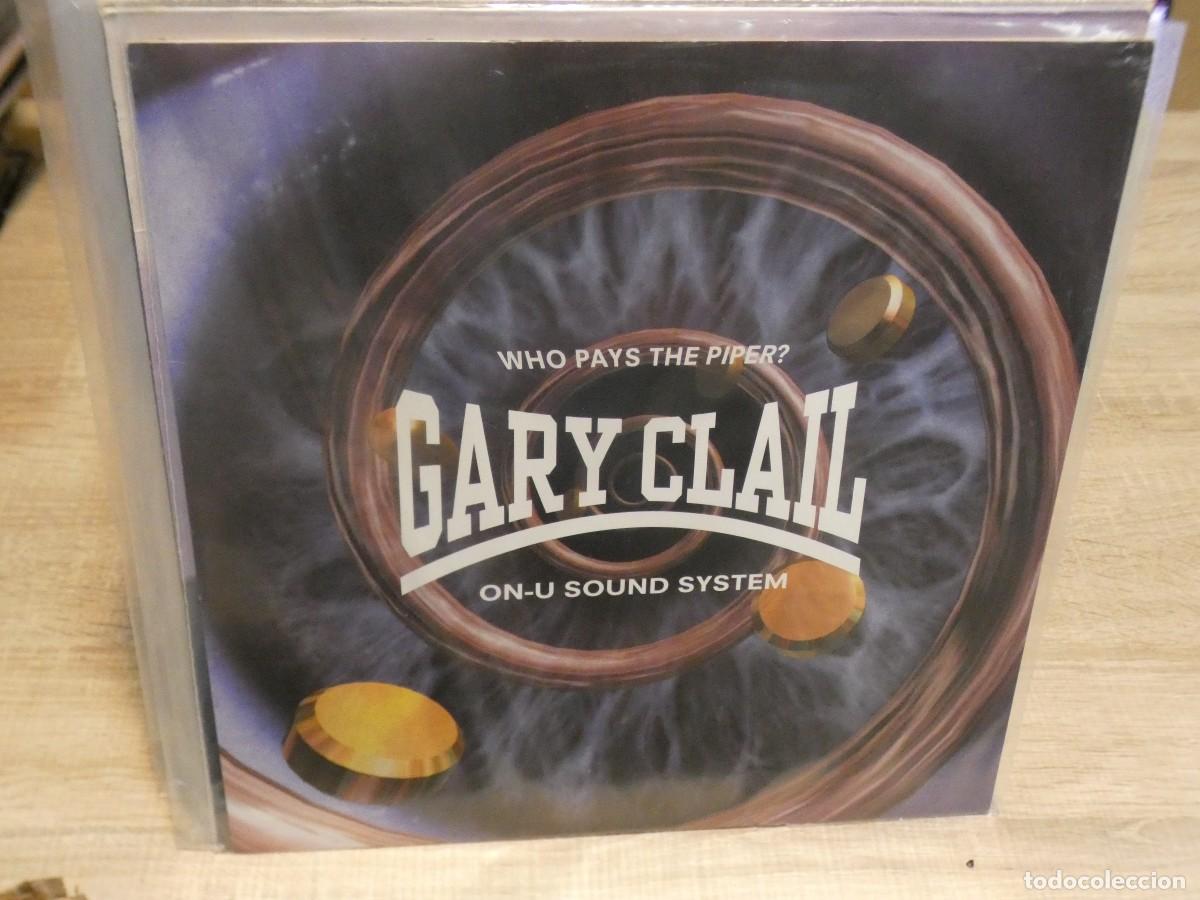 WHO PAYS THE PIPER?
GARY CLAIL
ON-U SOUND SYSTEM
todocoleccion